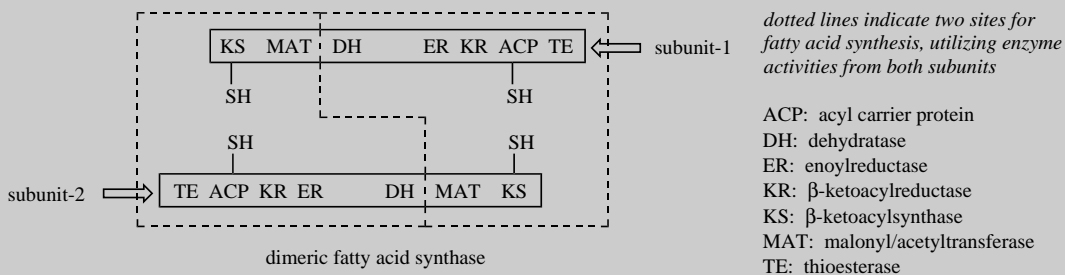 KS MAT DH ER KR ACP TE
subunit-1
SH SH
SH SH
subunit-2
TE ACP KR ER DH MAT KS
dimeric fatty acid synthase
dotted lines indicate two sites for
fatty acid synthesis, utilizing enzyme
activities from both subunits
ACP: acyl carrier protein
DH: dehydratase
ER: enoylreductase
KR: β-ketoacylreductase
KS: β-ketoacylsynthase
MAT: malonyl/acetyltransferase
TE: thioesterase